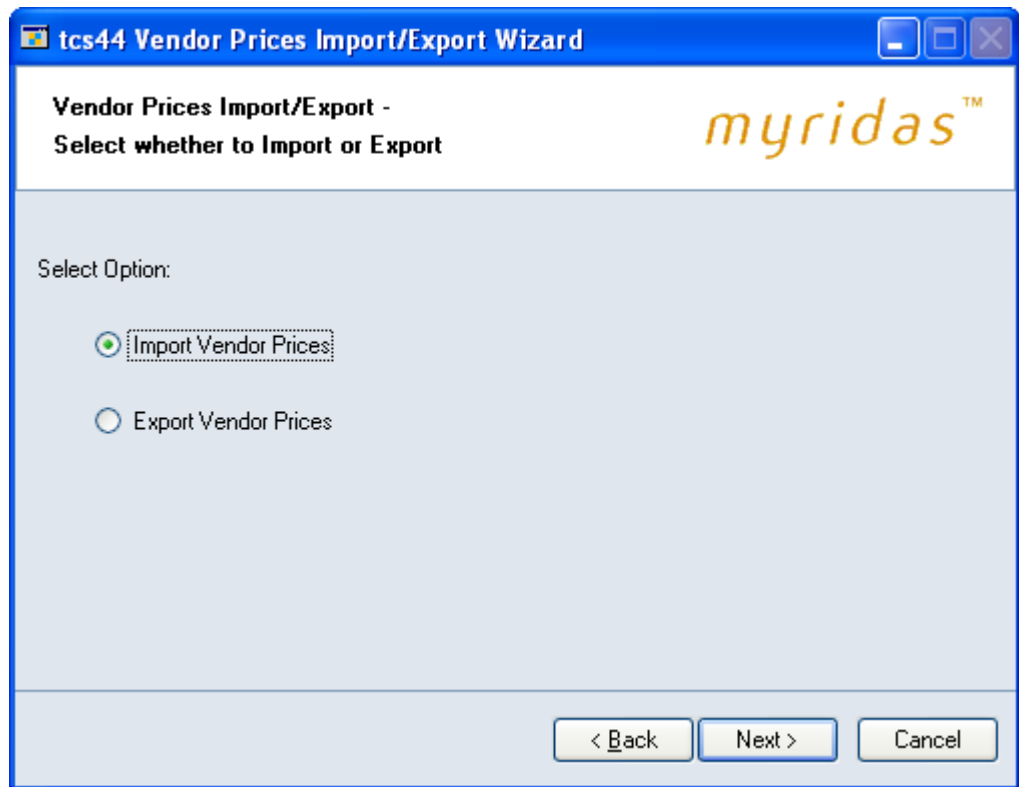 tcs44 Vendor Prices Import/Export Wizard
Vendor Prices Import/Export -
Select whether to Import or Export
myridas™
Select Option:
Import Vendor Prices
Export Vendor Prices
< Back Next > Cancel